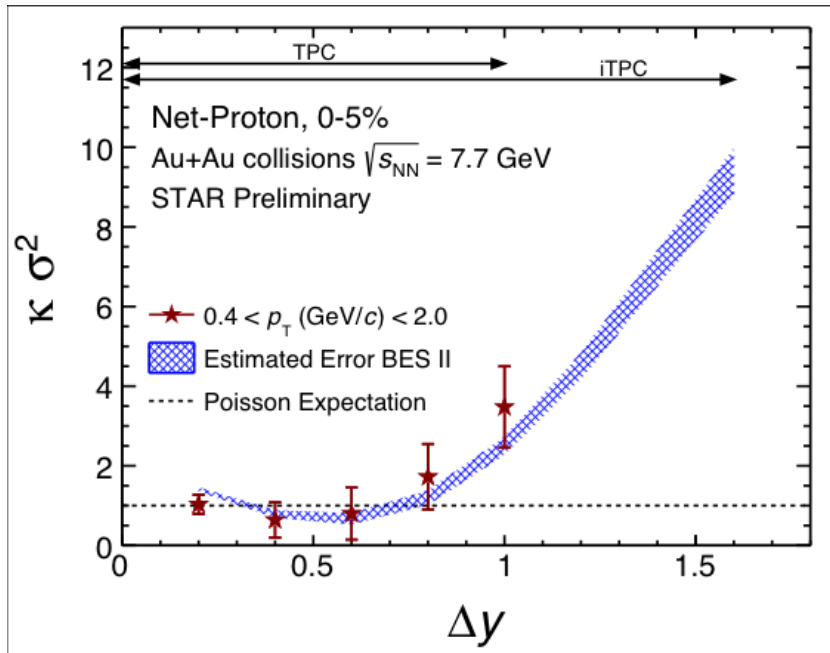 TPC
iTPC
Net-Proton, 0-5%
Au+Au collisions √sNN = 7.7 GeV
STAR Preliminary
0.4 < pT (GeV/c) < 2.0
Estimated Error BES II
Poisson Expectation
κ σ²
12
10
8
6
4
2
0
0 0.5 1 1.5
Δy